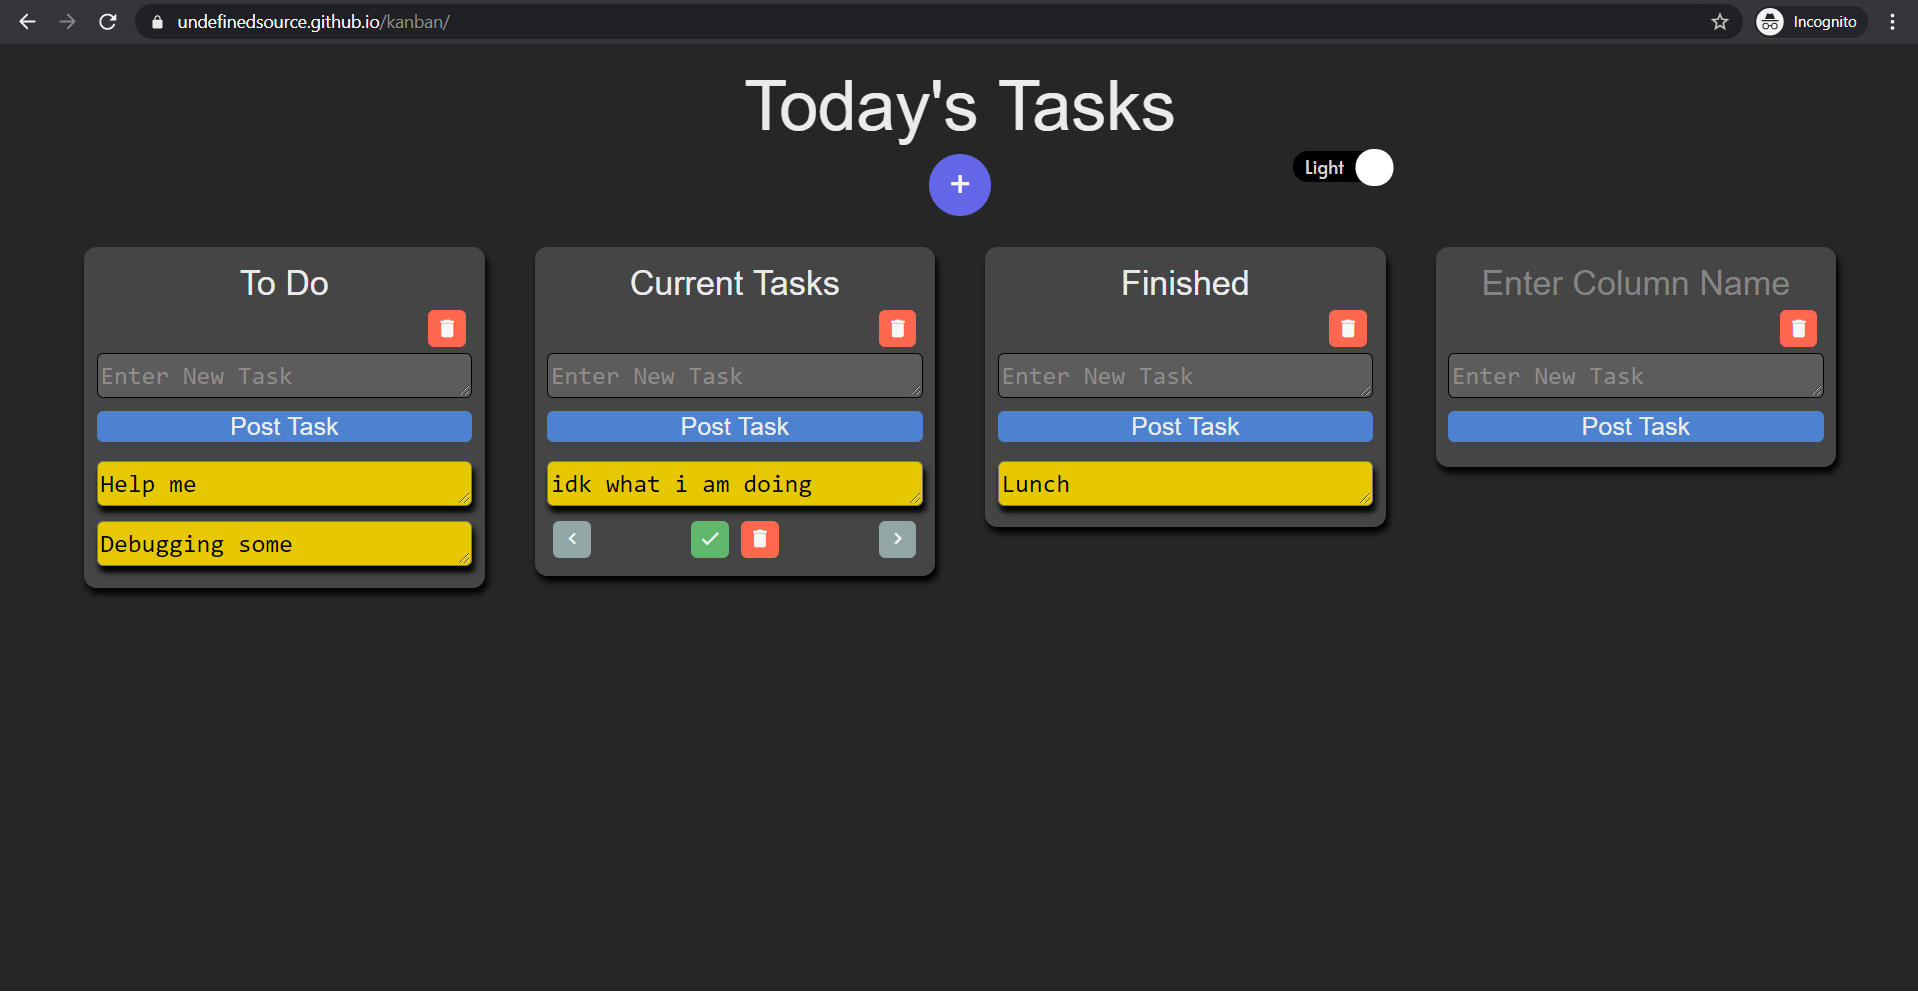 undefinedsource.github.io/kanban/
Incognito
Today's Tasks
+
Light
To Do
Enter New Task
Post Task
Help me
Debugging some
Current Tasks
Enter New Task
Post Task
idk what i am doing
Finished
Enter New Task
Post Task
Lunch
Enter Column Name
Enter New Task
Post Task